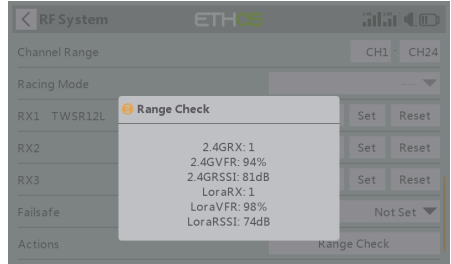 RF System
ETHOS
Channel Range CH1 - CH24
Racing Mode ---
RX1 TWSR12L Set Reset
Range Check
RX2 Set Reset
RX3 Set Reset
2.4GRX: 1
2.4GVFR: 94%
2.4GRSSI: 81dB
LoraRX: 1
LoraVFR: 98%
LoraRSSI: 74dB
Failsafe Not Set
Actions Range Check